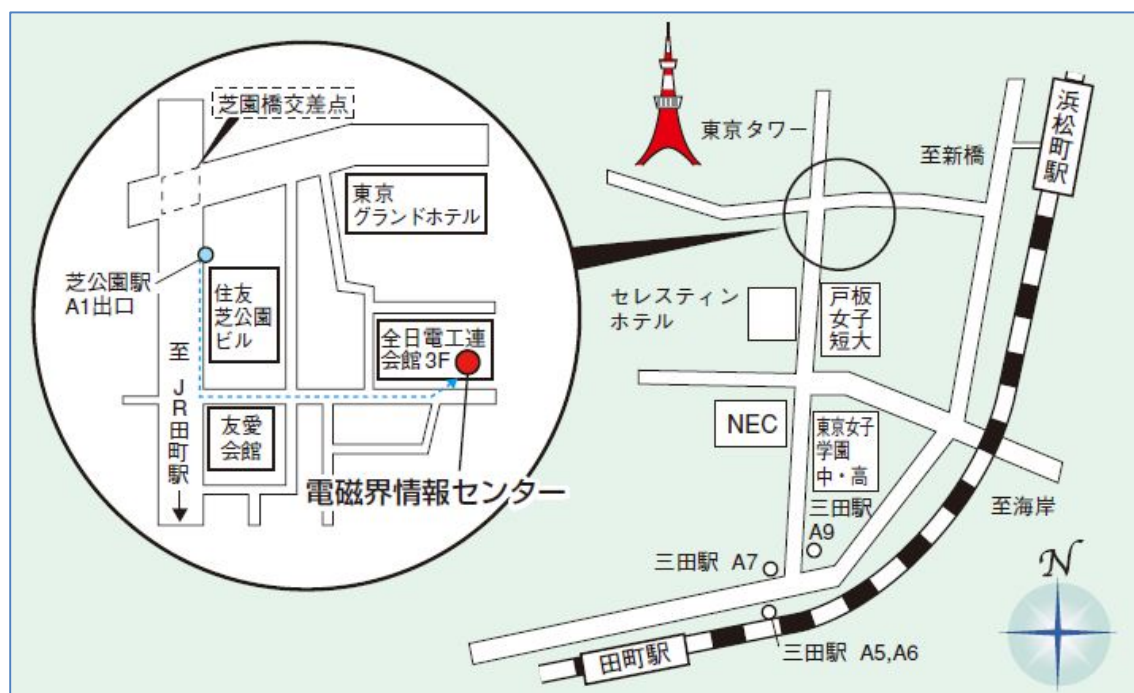 芝園橋交差点
東京
グランドホテル
芝公園駅
A1出口
住友
芝公園
ビル
全日電工連
会館 3F
至 JR田町駅
友愛
会館
電磁界情報センター
東京タワー
至新橋
浜松町駅
セレスティン
ホテル
戸板
女子
短大
NEC
東京女子
学園
中・高
至海岸
三田駅
A9
三田駅 A7
三田駅 A5,A6
田町駅
N